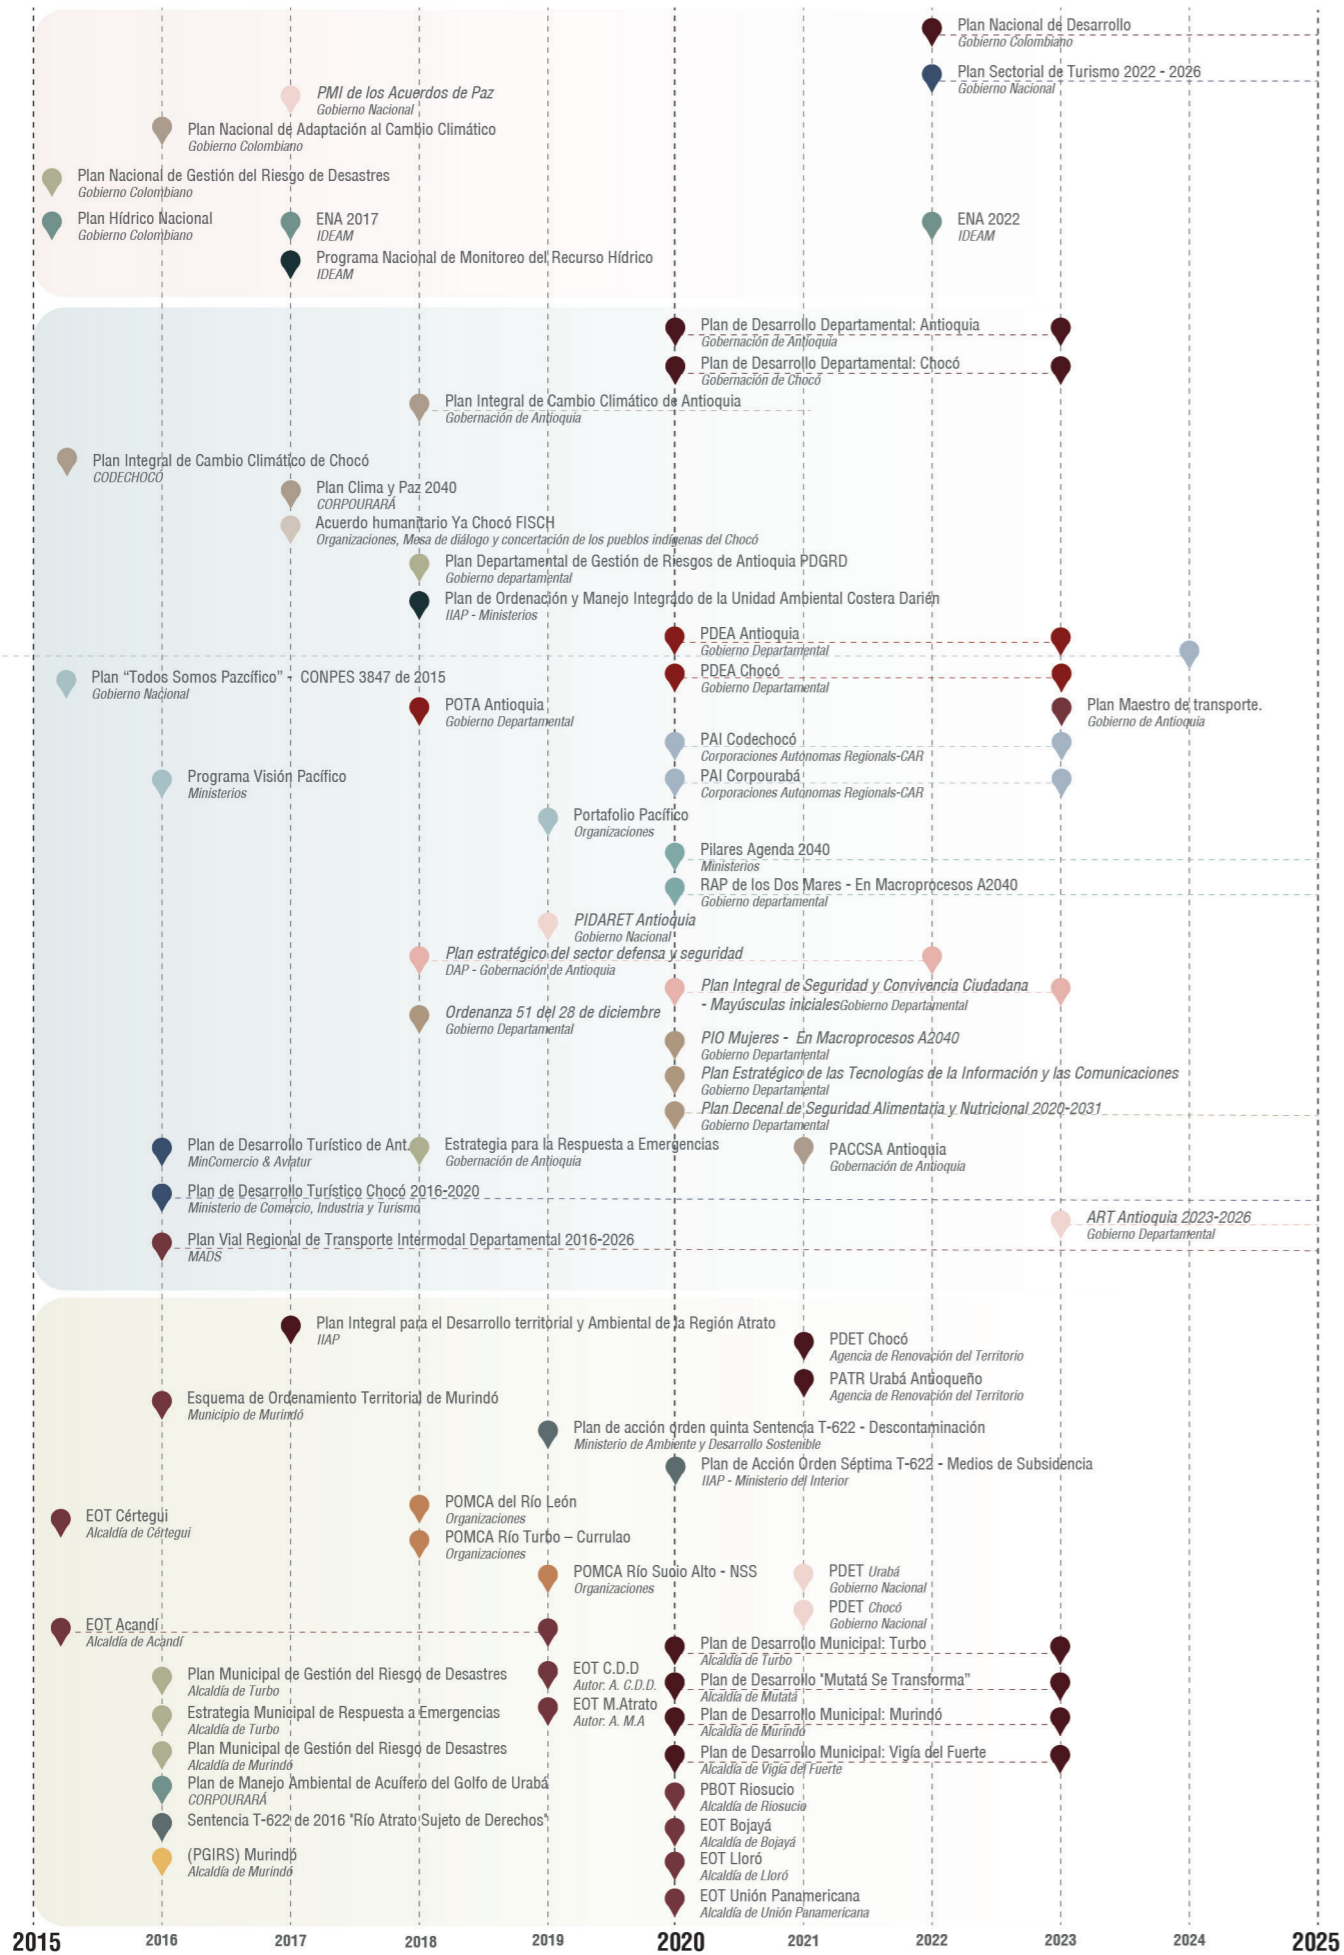 Plan Nacional de Desarrollo
Gobierno Colombiano
Plan Sectorial de Turismo 2022 - 2026
Gobierno Nacional
PMI de los Acuerdos de Paz
Gobierno Nacional
Plan Nacional de Adaptación al Cambio Climático
Gobierno Colombiano
Plan Nacional de Gestión del Riesgo de Desastres
Gobierno Colombiano
Plan Hídrico Nacional
Gobierno Colombiano
ENA 2017
IDEAM
ENA 2022
IDEAM
Programa Nacional de Monitoreo del Recurso Hídrico
IDEAM
Plan de Desarrollo Departamental: Antioquia
Gobernación de Antioquia
Plan de Desarrollo Departamental: Chocó
Gobernación de Chocó
Plan Integral de Cambio Climático de Antioquia
Gobernación de Antioquia
Plan Integral de Cambio Climático de Chocó
CODECHOCÓ
Plan Clima y Paz 2040
CORPOURARÁ
Acuerdo humanitario Ya Chocó FISCH
Organizaciones, Mesa de diálogo y concertación de los pueblos indígenas del Chocó
Plan Departamental de Gestión de Riesgos de Antioquia PDGRD
Gobierno departamental
Plan de Ordenación y Manejo Integrado de la Unidad Ambiental Costera Darién
IIAP - Ministerios
PDEA Antioquia
Gobierno Departamental
Plan “Todos Somos Pazcífico” - CONPES 3847 de 2015
Gobierno Nacional
PDEA Chocó
Gobierno Departamental
POTA Antioquia
Gobierno Departamental
Plan Maestro de transporte.
Gobierno de Antioquia
PAI Codechocó
Corporaciones Autonomas Regionals-CAR
Programa Visión Pacífico
Ministerios
PAI Corpourabá
Corporaciones Autonomas Regionals-CAR
Portafolio Pacífico
Organizaciones
Pilares Agenda 2040
Ministerios
RAP de los Dos Mares - En Macroprocesos A2040
Gobierno departamental
PIDARET Antioquia
Gobierno Nacional
Plan estratégico del sector defensa y seguridad
DAP - Gobernación de Antioquia
Plan Integral de Seguridad y Convivencia Ciudadana
- Mayúsculas inicialesGobierno Departamental
Ordenanza 51 del 28 de diciembre
Gobierno Departamental
PIO Mujeres - En Macroprocesos A2040
Gobierno Departamental
Plan Estratégico de las Tecnologías de la Información y las Comunicaciones
Gobierno Departamental
Plan Decenal de Seguridad Alimentaria y Nutricional 2020-2031
Gobierno Departamental
Plan de Desarrollo Turístico de Ant.
MinComercio & Aviatur
Estrategia para la Respuesta a Emergencias
Gobernación de Antioquia
PACCSA Antioquia
Gobernación de Antioquia
Plan de Desarrollo Turístico Chocó 2016-2020
Ministerio de Comercio, Industria y Turismo
ART Antioquia 2023-2026
Gobierno Departamental
Plan Vial Regional de Transporte Intermodal Departamental 2016-2026
MADS
Plan Integral para el Desarrollo territorial y Ambiental de la Región Atrato
IIAP
PDET Chocó
Agencia de Renovación del Territorio
PATR Urabá Antioqueño
Agencia de Renovación del Territorio
Esquema de Ordenamiento Territorial de Murindó
Municipio de Murindó
Plan de acción orden quinta Sentencia T-622 - Descontaminación
Ministerio de Ambiente y Desarrollo Sostenible
Plan de Acción Orden Séptima T-622 - Medios de Subsidencia
IIAP - Ministerio del Interior
EOT Cértegui
Alcaldía de Cértegui
POMCA del Río León
Organizaciones
POMCA Río Turbo – Currulao
Organizaciones
POMCA Río Sucio Alto - NSS
Organizaciones
PDET Urabá
Gobierno Nacional
PDET Chocó
Gobierno Nacional
EOT Acandí
Alcaldía de Acandí
Plan de Desarrollo Municipal: Turbo
Alcaldía de Turbo
Plan Municipal de Gestión del Riesgo de Desastres
Alcaldía de Turbo
EOT C.D.D
Autor. A. C.D.D.
Plan de Desarrollo "Mutatá Se Transforma”
Alcaldía de Mutatá
Estrategia Municipal de Respuesta a Emergencias
Alcaldía de Turbo
EOT M.Atrato
Autor. A. M.A
Plan de Desarrollo Municipal: Murindó
Alcaldía de Murindó
Plan Municipal de Gestión del Riesgo de Desastres
Alcaldía de Murindó
Plan de Desarrollo Municipal: Vigía del Fuerte
Alcaldía de Vigía del Fuerte
Plan de Manejo Ambiental de Acuífero del Golfo de Urabá
CORPOURARÁ
PBOT Riosucio
Alcaldía de Riosucio
Sentencia T-622 de 2016 "Río Atrato Sujeto de Derechos"
EOT Bojayá
Alcaldía de Bojayá
(PGIRS) Murindó
Alcaldía de Murindó
EOT Lloró
Alcaldía de Lloró
EOT Unión Panamericana
Alcaldía de Unión Panamericana
2015 2016 2017 2018 2019 2020 2021 2022 2023 2024 2025